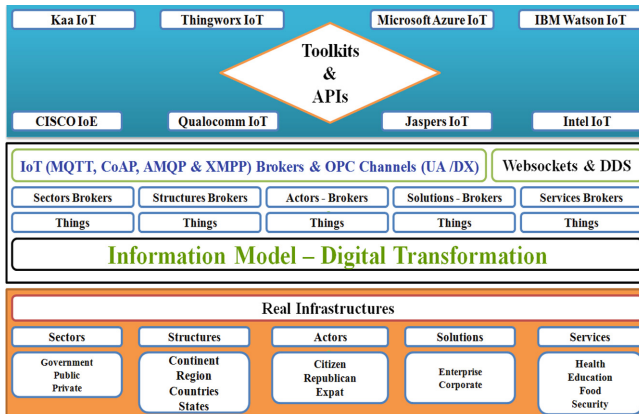 Kaa IoT
Thingworx IoT
Microsoft Azure IoT
IBM Watson IoT
Toolkits
&
APIs
CISCO IoE
Qualocomm IoT
Jaspers IoT
Intel IoT
IoT (MQTT, CoAP, AMQP & XMPP) Brokers & OPC Channels (UA /DX)
Websockets & DDS
Sectors Brokers
Structures Brokers
Actors - Brokers
Solutions - Brokers
Services Brokers
Things
Things
Things
Things
Things
Information Model – Digital Transformation
Real Infrastructures
Sectors
Structures
Actors
Solutions
Services
Government
Public
Private
Continent
Region
Countries
States
Citizen
Republican
Expat
Enterprise
Corporate
Health
Education
Food
Security